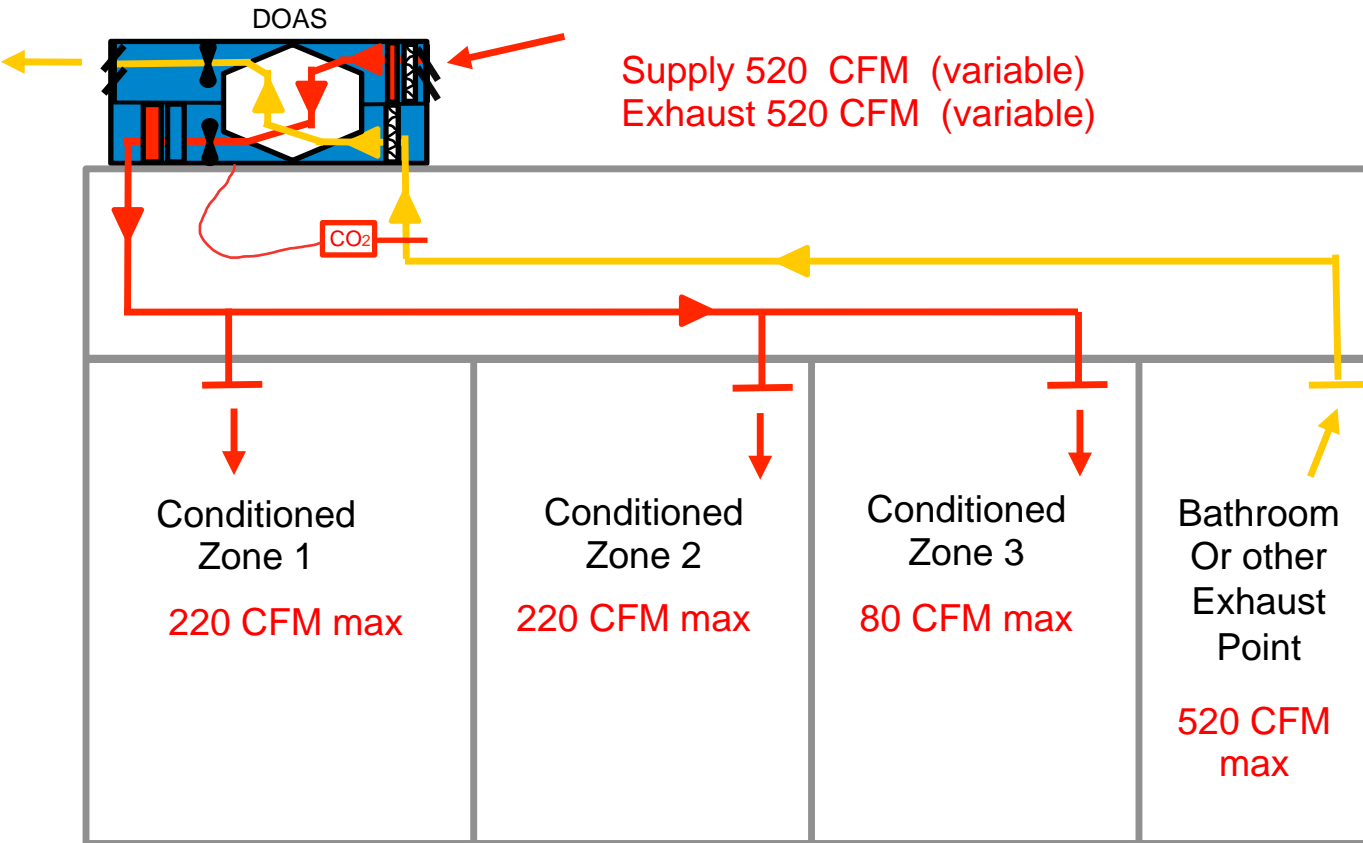 DOAS
Supply 520  CFM  (variable)
Exhaust 520 CFM  (variable)
CO2
Conditioned
Zone 1
220 CFM max
Conditioned
Zone 2
220 CFM max
Conditioned
Zone 3
80 CFM max
Bathroom
Or other
Exhaust
Point
520 CFM
max